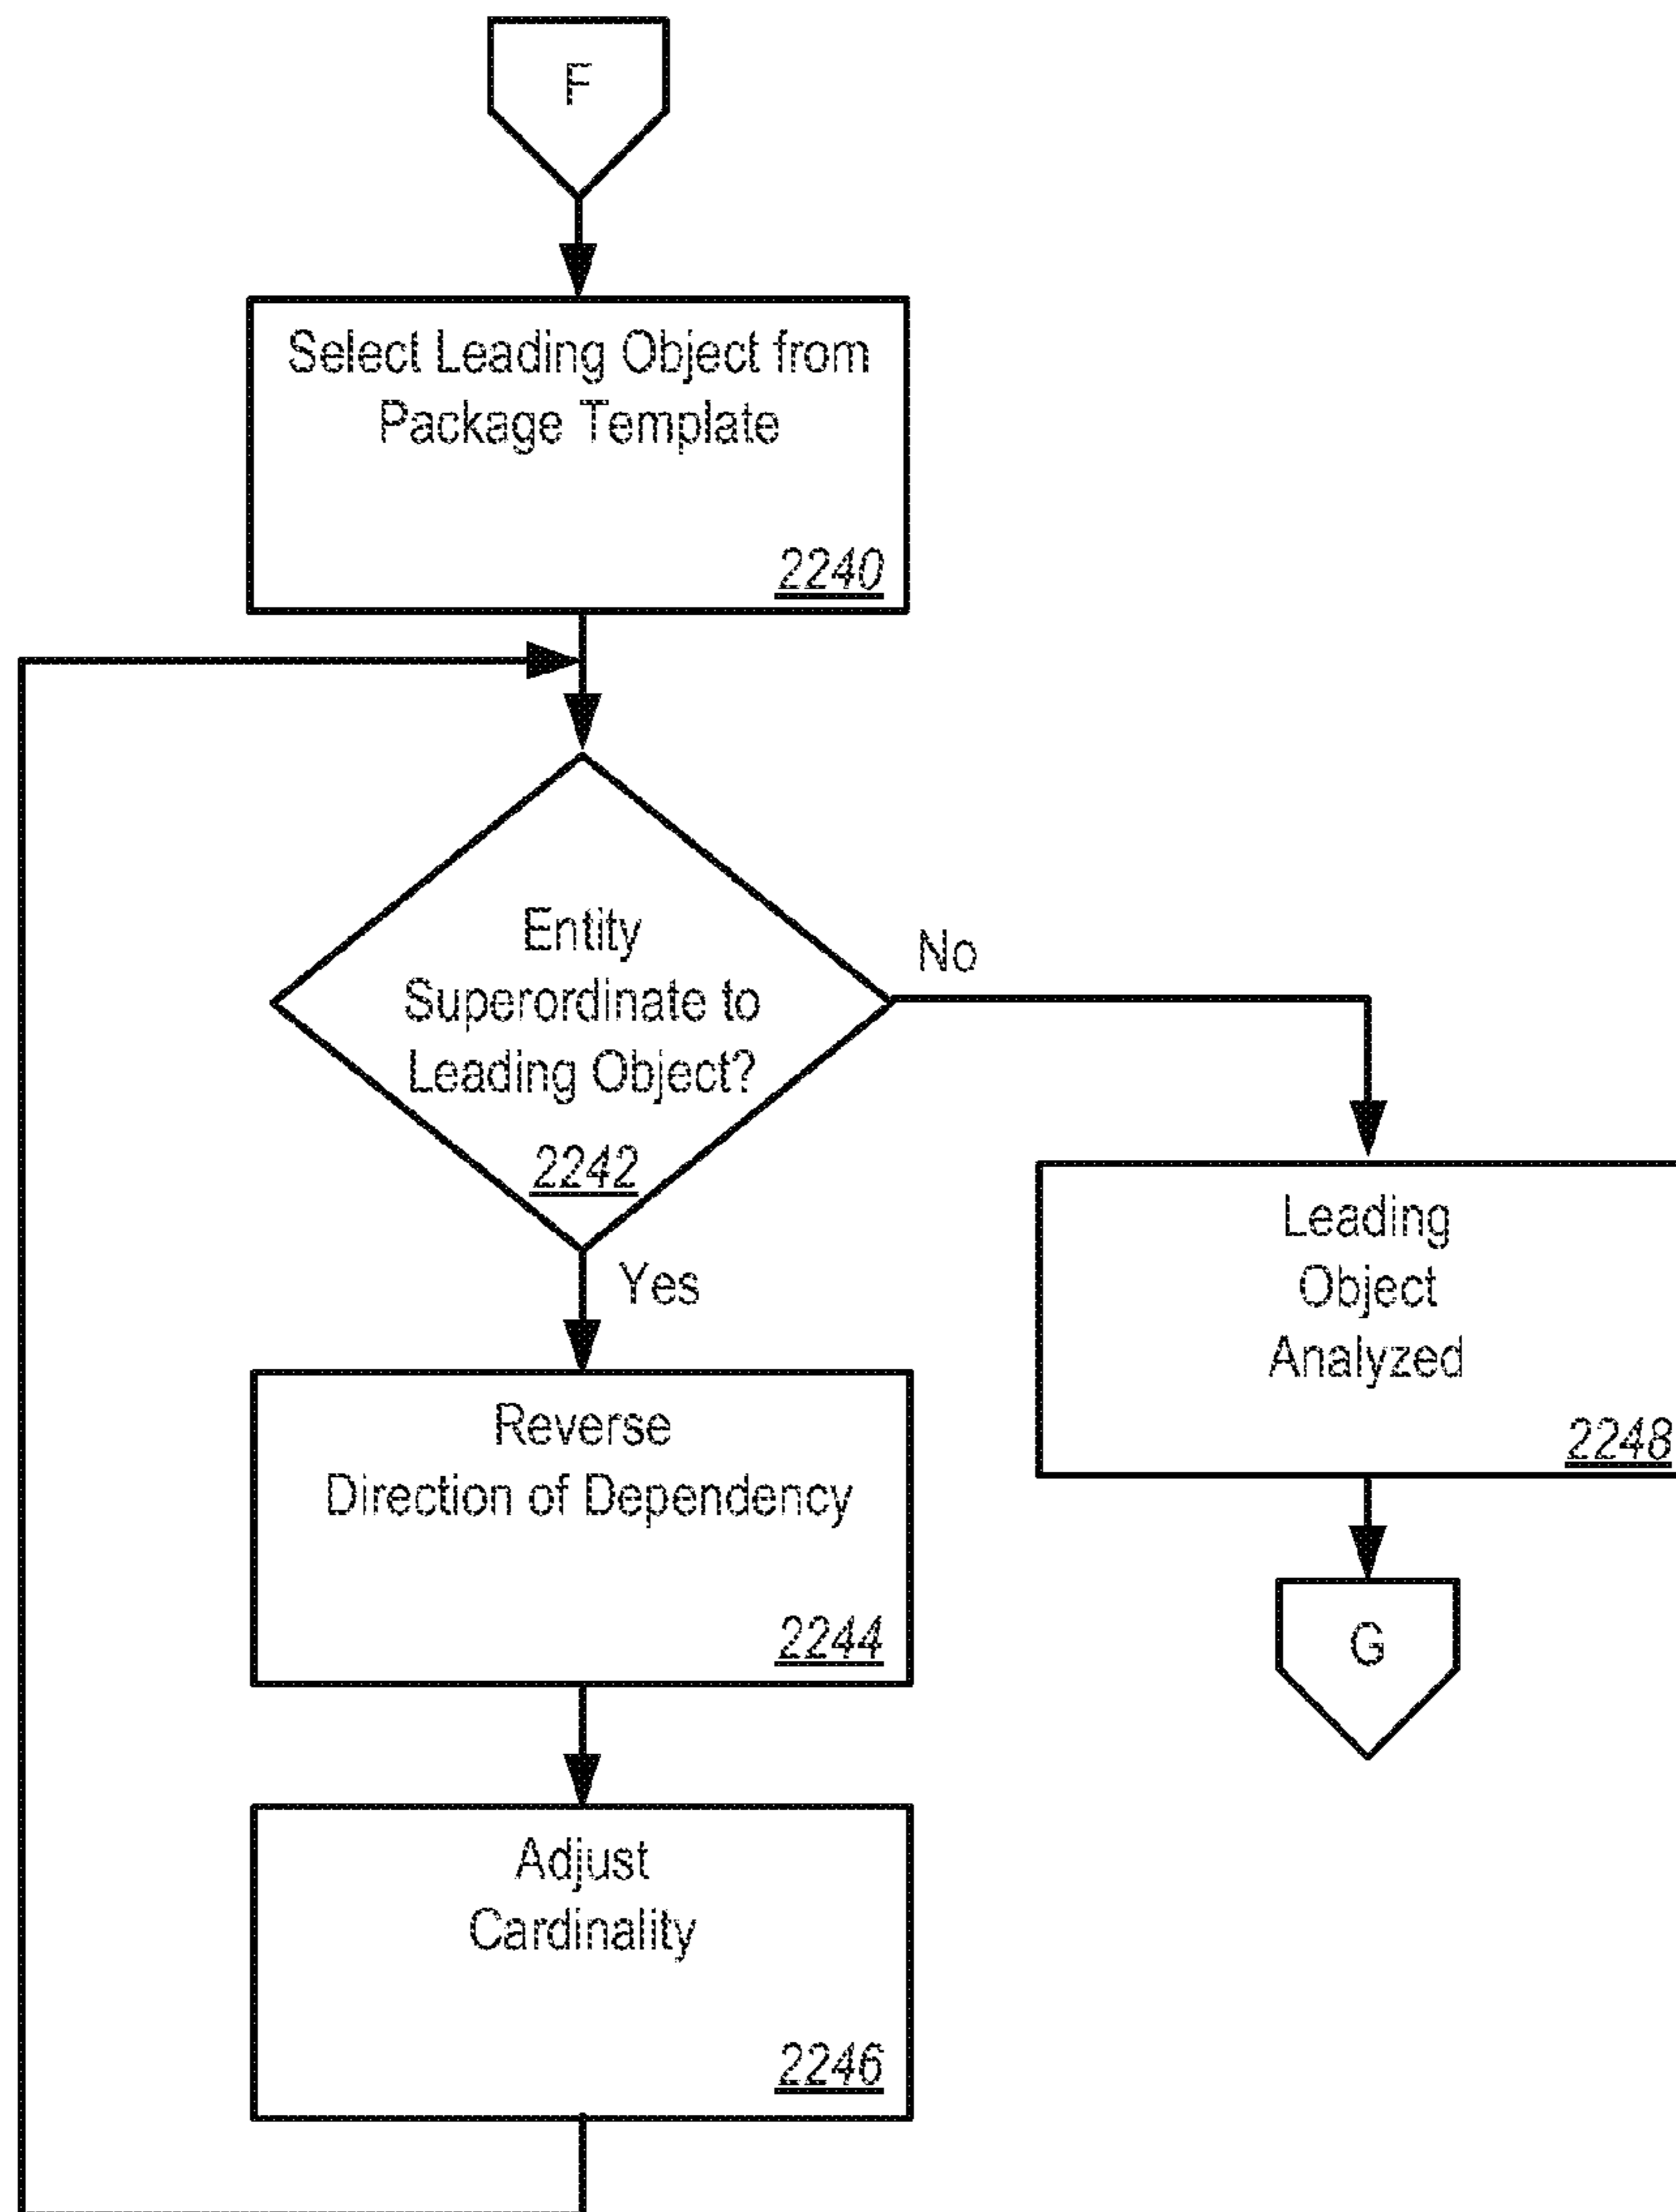 F
Select Leading Object from
Package Template
2240
Entity
Superordinate to
Leading Object?
2242
No
Yes
Leading
Object
Analyzed
2248
Reverse
Direction of Dependency
2244
G
Adjust
Cardinality
2246